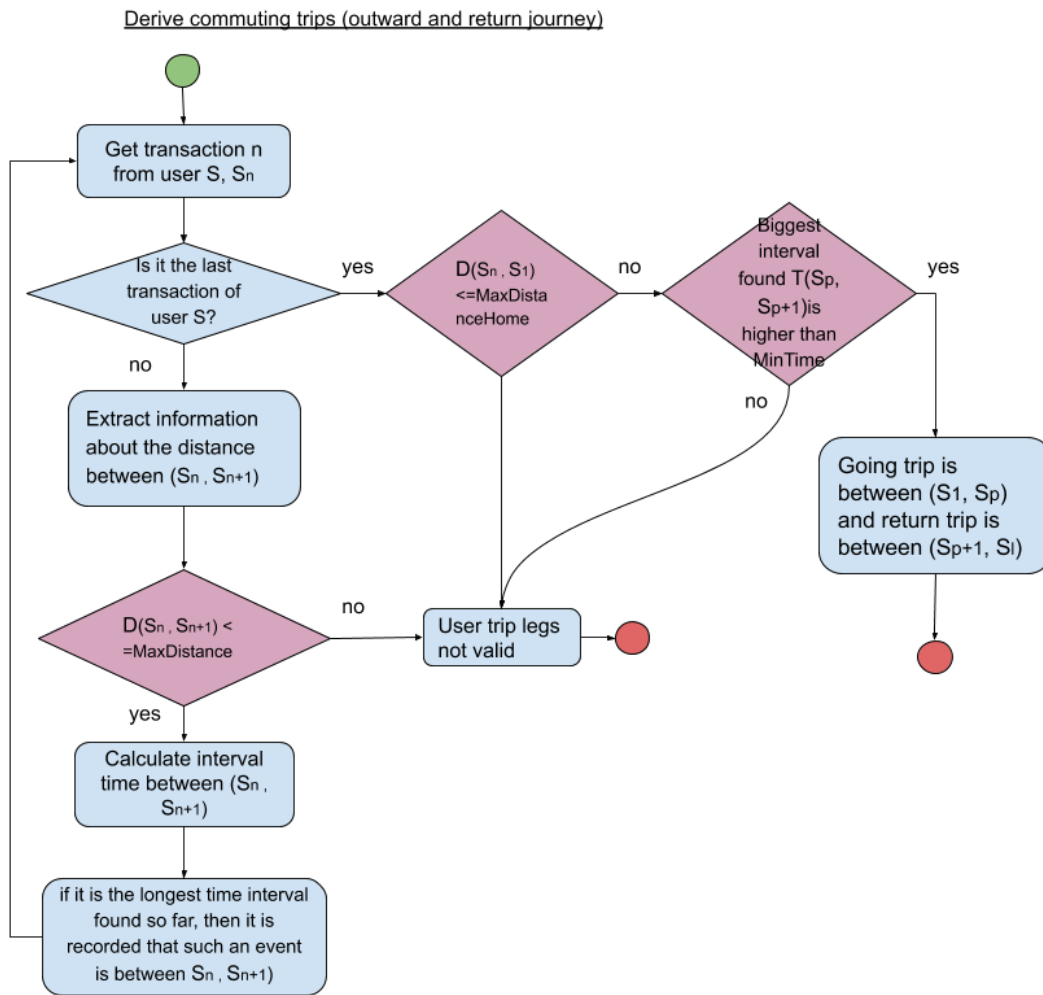 Derive commuting trips (outward and return journey)
Get transaction n
from user S, Sn
Is it the last
transaction of
user S?
yes
no
D(Sn , S1)
<=MaxDista
nceHome
no
Biggest
interval
found T(Sp,
Sp+1)is
higher than
MinTime
yes
no
Extract information
about the distance
between (Sn , Sn+1)
Going trip is
between (S1, Sp)
and return trip is
between (Sp+1, Sl)
D(Sn , Sn+1) <
=MaxDistance
no
yes
User trip legs
not valid
Calculate interval
time between (Sn ,
Sn+1)
if it is the longest time interval
found so far, then it is
recorded that such an event
is between Sn , Sn+1)